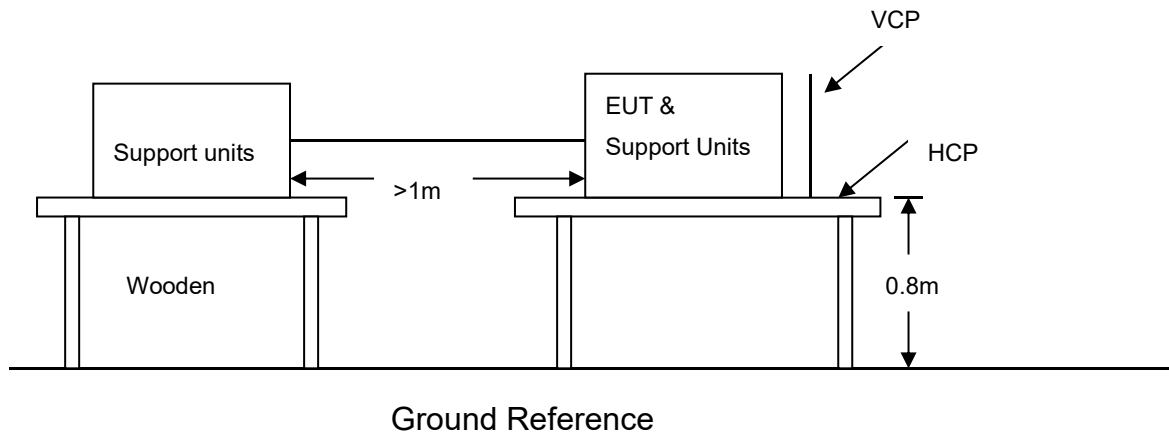 VCP
EUT &
Support Units
Support units
HCP
>1m
Wooden
0.8m
Ground Reference